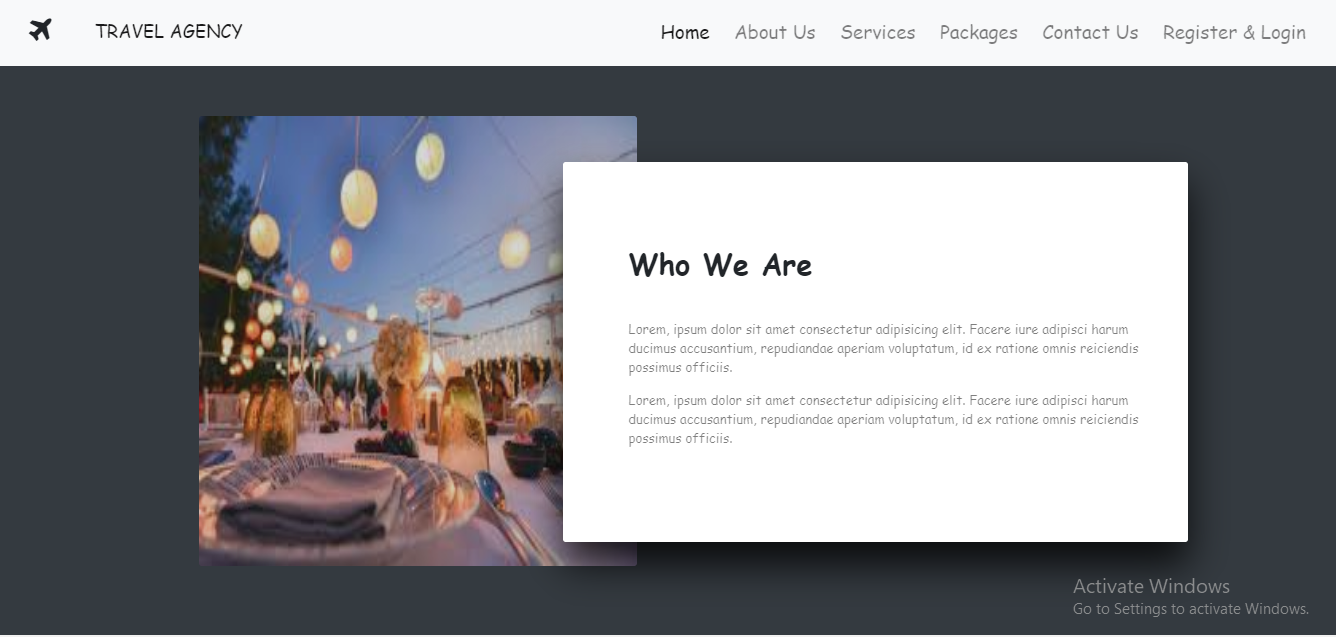 TRAVEL AGENCY
Home About Us Services Packages Contact Us Register & Login
Who We Are
Lorem, ipsum dolor sit amet consectetur adipisicing elit. Facere iure adipisci harum
ducimus accusantium, repudiandae aperiam voluptatum, id ex ratione omnis reiciendis
possimus officiis.
Lorem, ipsum dolor sit amet consectetur adipisicing elit. Facere iure adipisci harum
ducimus accusantium, repudiandae aperiam voluptatum, id ex ratione omnis reiciendis
possimus officiis.
Activate Windows
Go to Settings to activate Windows.